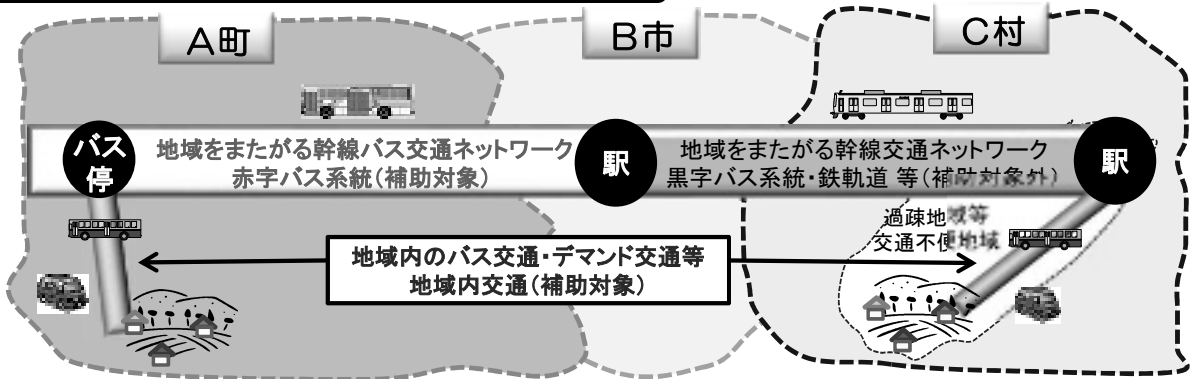 A町
B市
C村
バス
停
地域をまたがる幹線バス交通ネットワーク
赤字バス系統(補助対象)
駅
地域をまたがる幹線交通ネットワーク
黒字バス系統・鉄軌道 等(補助対象外)
駅
過疎地域等
交通不便地域
地域内のバス交通・デマンド交通等
地域内交通(補助対象)